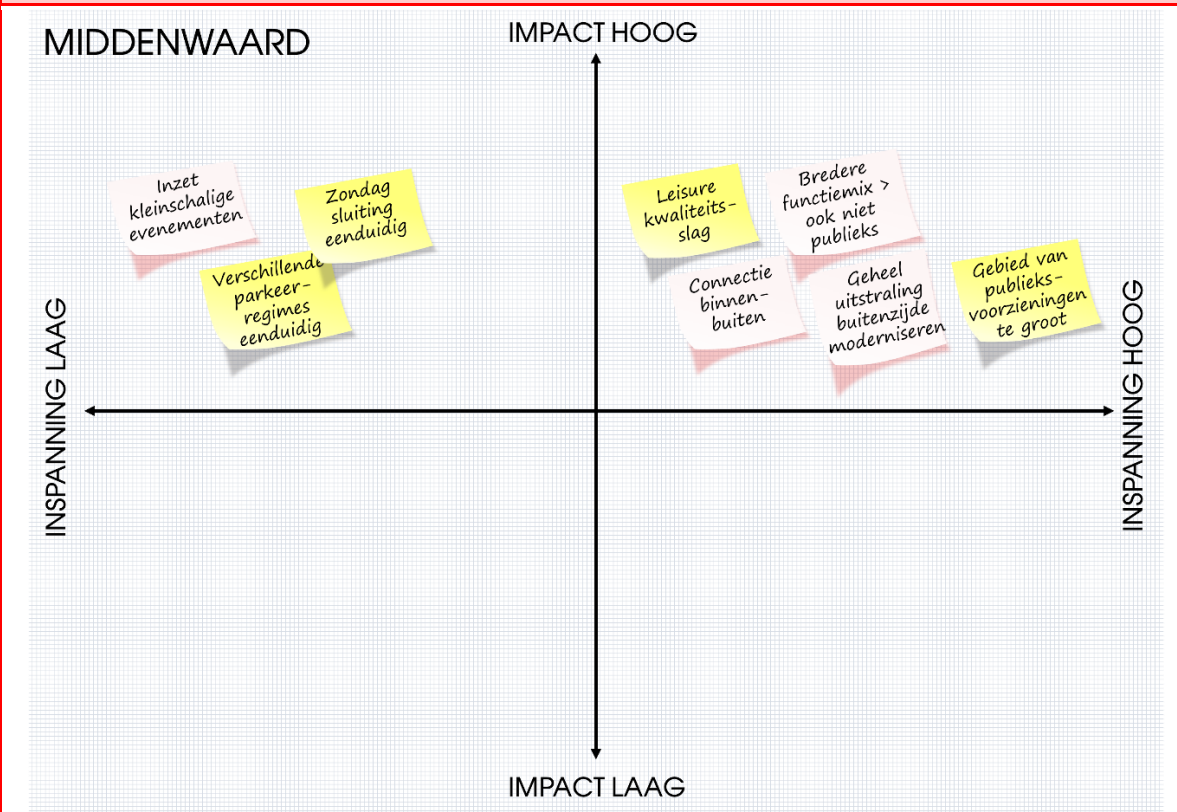 MIDDENWAARD
IMPACT HOOG
Inzet
kleinschalige
evenementen
Zondag
sluiting
eenduidig
Verschillende
parkeer-
regimes
eenduidig
Leisure
kwaliteits-
slag
Bredere
functiemix >
ook niet
publieks
Connectie
binnen-
buiten
Geheel
uitstraling
buitenzijde
moderniseren
Gebied van
publieks-
voorzieningen
te groot
INSPANNING LAAG
INSPANNING HOOG
IMPACT LAAG